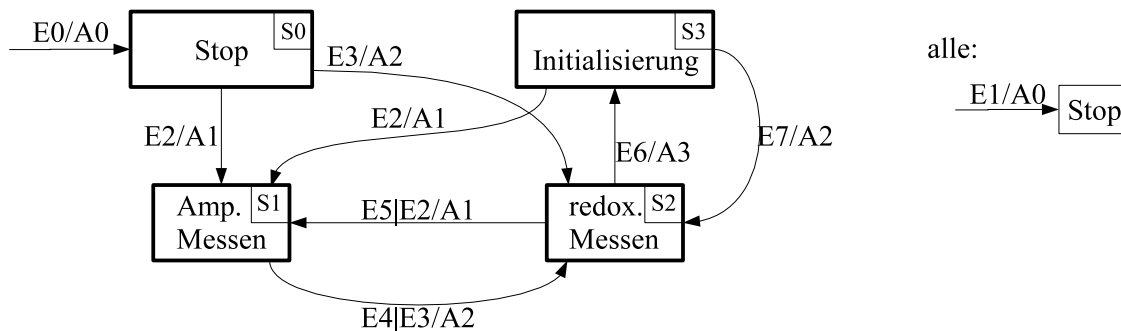 E0/A0
Stop
S0
E3/A2
Initialisierung
S3
alle:
E1/A0
Stop
E2/A1
E2/A1
E6/A3
E7/A2
Amp.
Messen
S1
E5|E2/A1
redox.
Messen
S2
E4|E3/A2